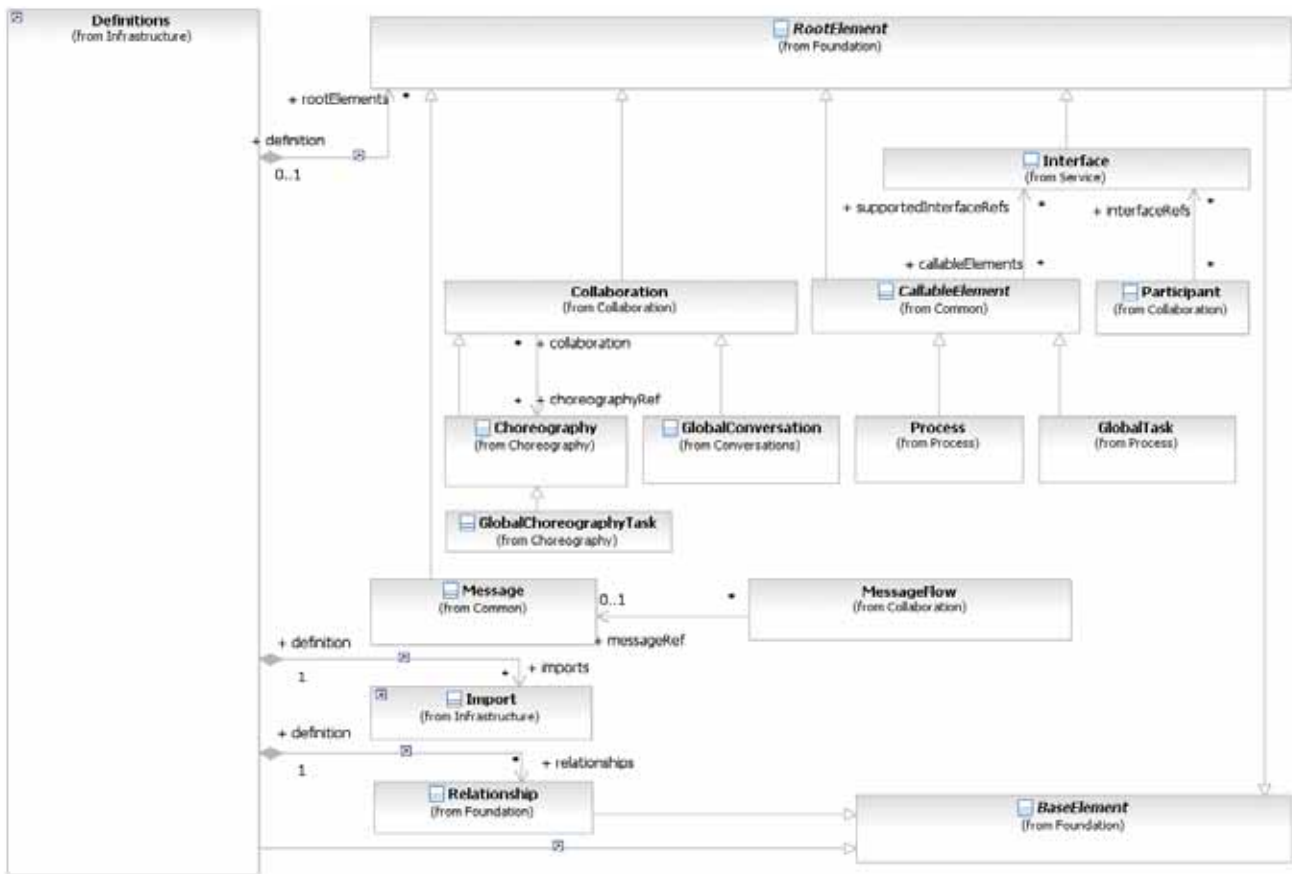 Definitions
(from Infrastructure)
RootElement
(from Foundation)
+ rootElements *
+ definition
0..1
Interface
(from Service)
+ supportedInterfaceRefs *
+ interfaceRefs *
+ callableElements *
*
Collaboration
(from Collaboration)
CallableElement
(from Common)
Participant
(from Collaboration)
* + collaboration
* + choreographyRef
Choreography
(from Choreography)
GlobalConversation
(from Conversations)
Process
(from Process)
GlobalTask
(from Process)
GlobalChoreographyTask
(from Choreography)
Message
(from Common)
0..1 *
+ messageRef
MessageFlow
(from Collaboration)
+ definition
1
* + imports
Import
(from Infrastructure)
+ definition
1
* + relationships
Relationship
(from Foundation)
BaseElement
(from Foundation)